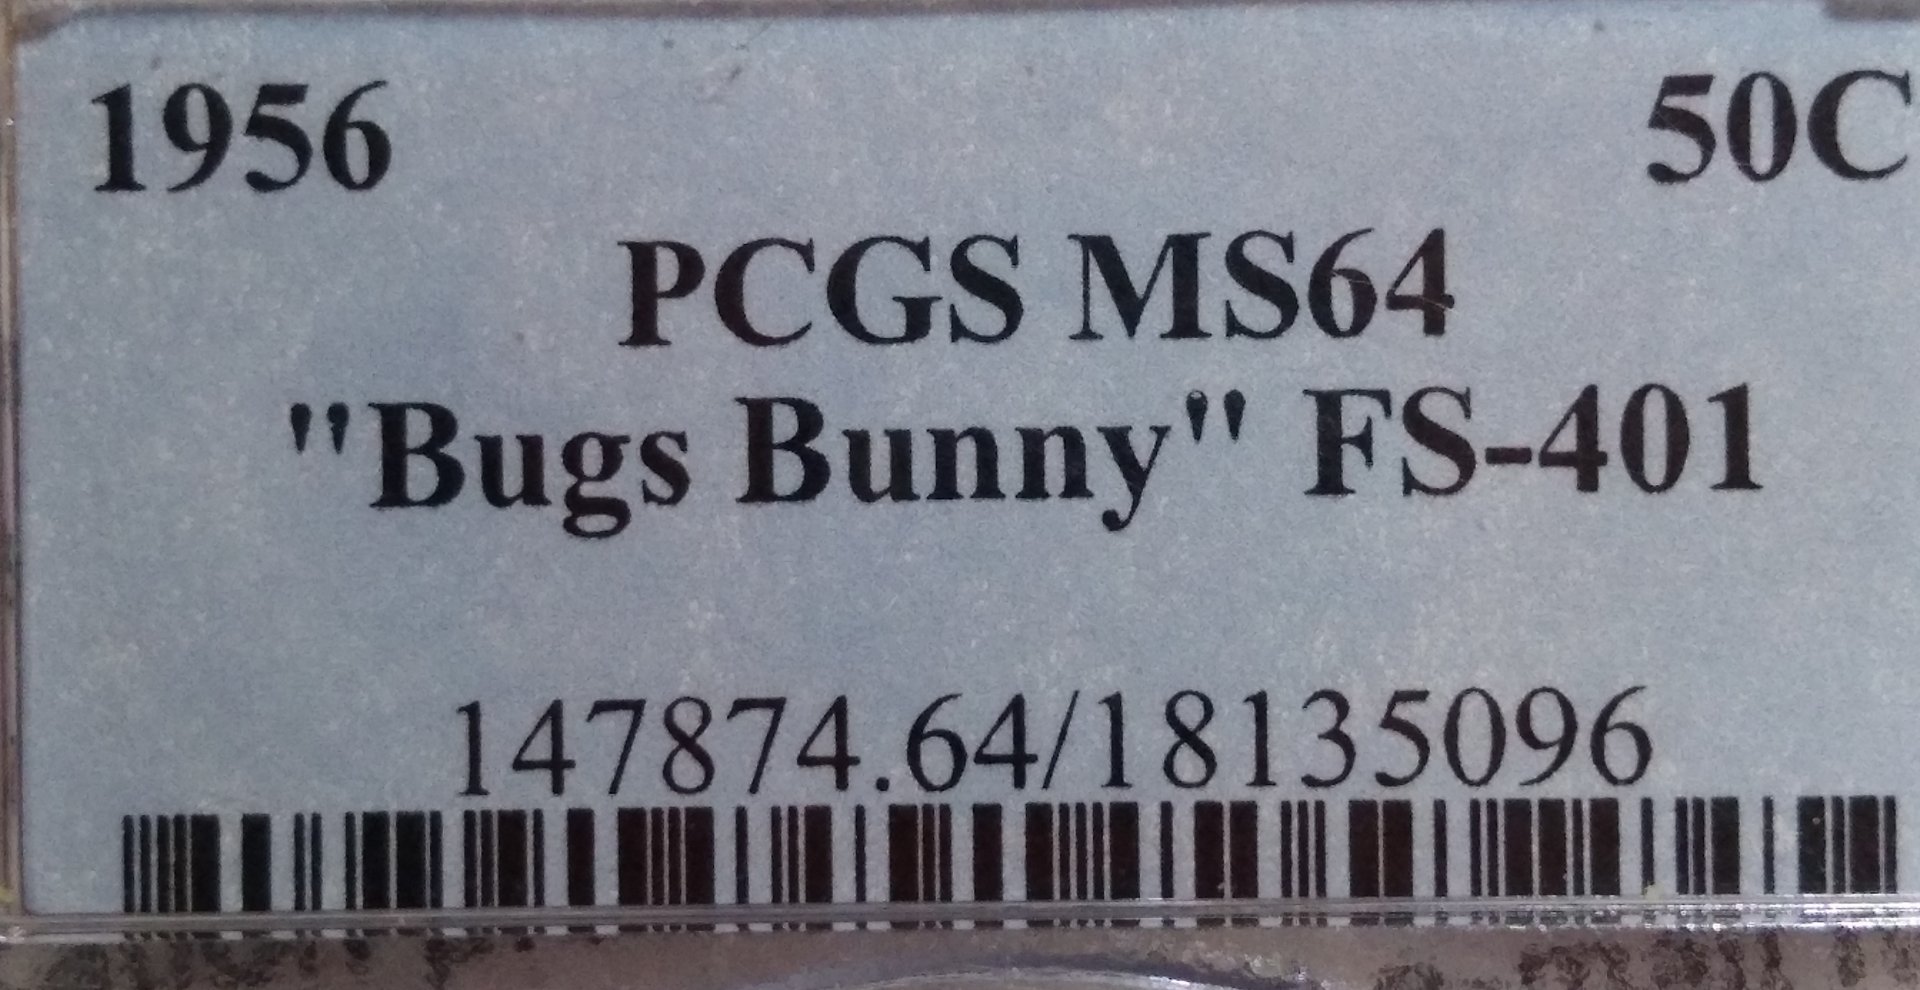 1956 50C
PCGS MS64
"Bugs Bunny" FS-401
147874.64/18135096